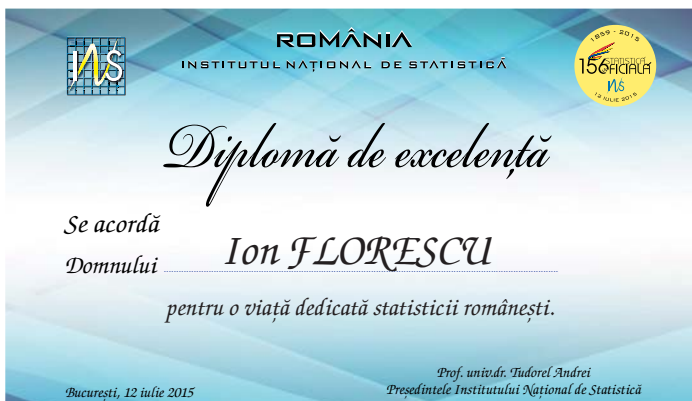 INS
ROMÂNIA
INSTITUTUL NAȚIONAL DE STATISTICĂ
1859 - 2015
156 STATISTICĂ
OFICIALĂ
INS
12 IULIE 2015
Diplomă de excelență
Se acordă
Domnului Ion FLORESCU
pentru o viață dedicată statisticii românești.
Prof. univ.dr. Tudorel Andrei
București, 12 iulie 2015 Președintele Institutului Național de Statistică